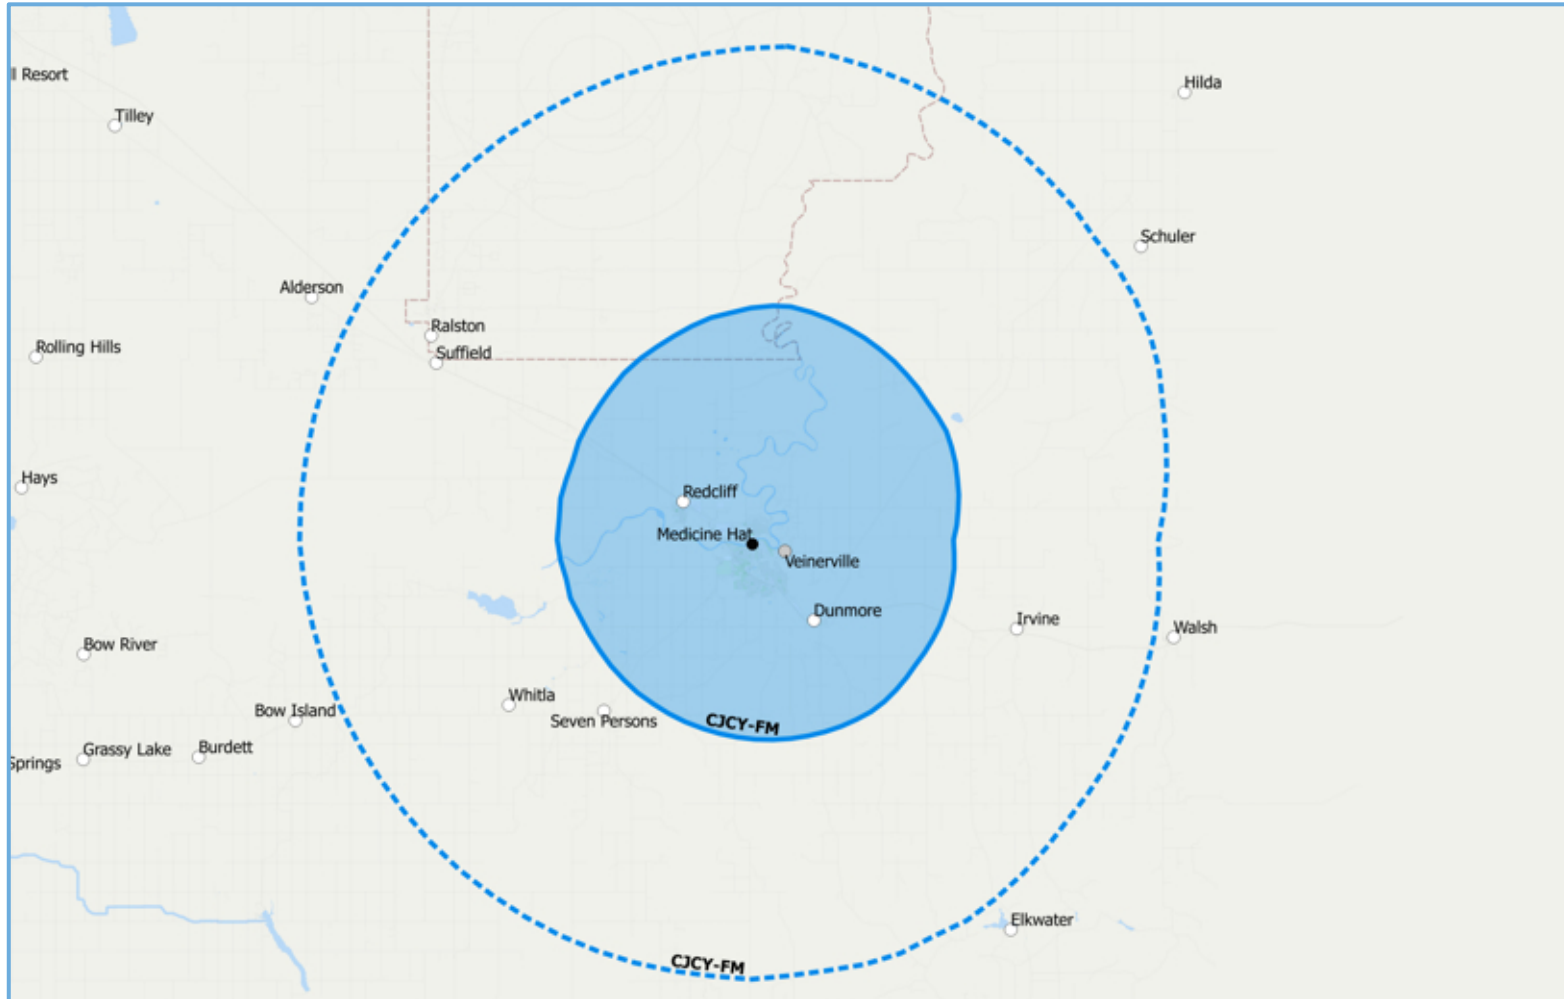 l Resort
Hilda
Tilley
Schuler
Alderson
Ralston
Rolling Hills
Suffield
Hays
Redcliff
Medicine Hat
Veinerville
Dunmore
Irvine
Walsh
Bow River
Whitla
Bow Island
Seven Persons
CJCY-FM
Grassy Lake
Burdett
Springs
Elkwater
CJCY-FM